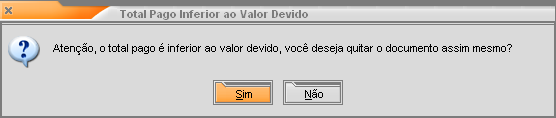 Total Pago Inferior ao Valor Devido
Atenção, o total pago é inferior ao valor devido, você deseja quitar o documento assim mesmo?
Sim Não